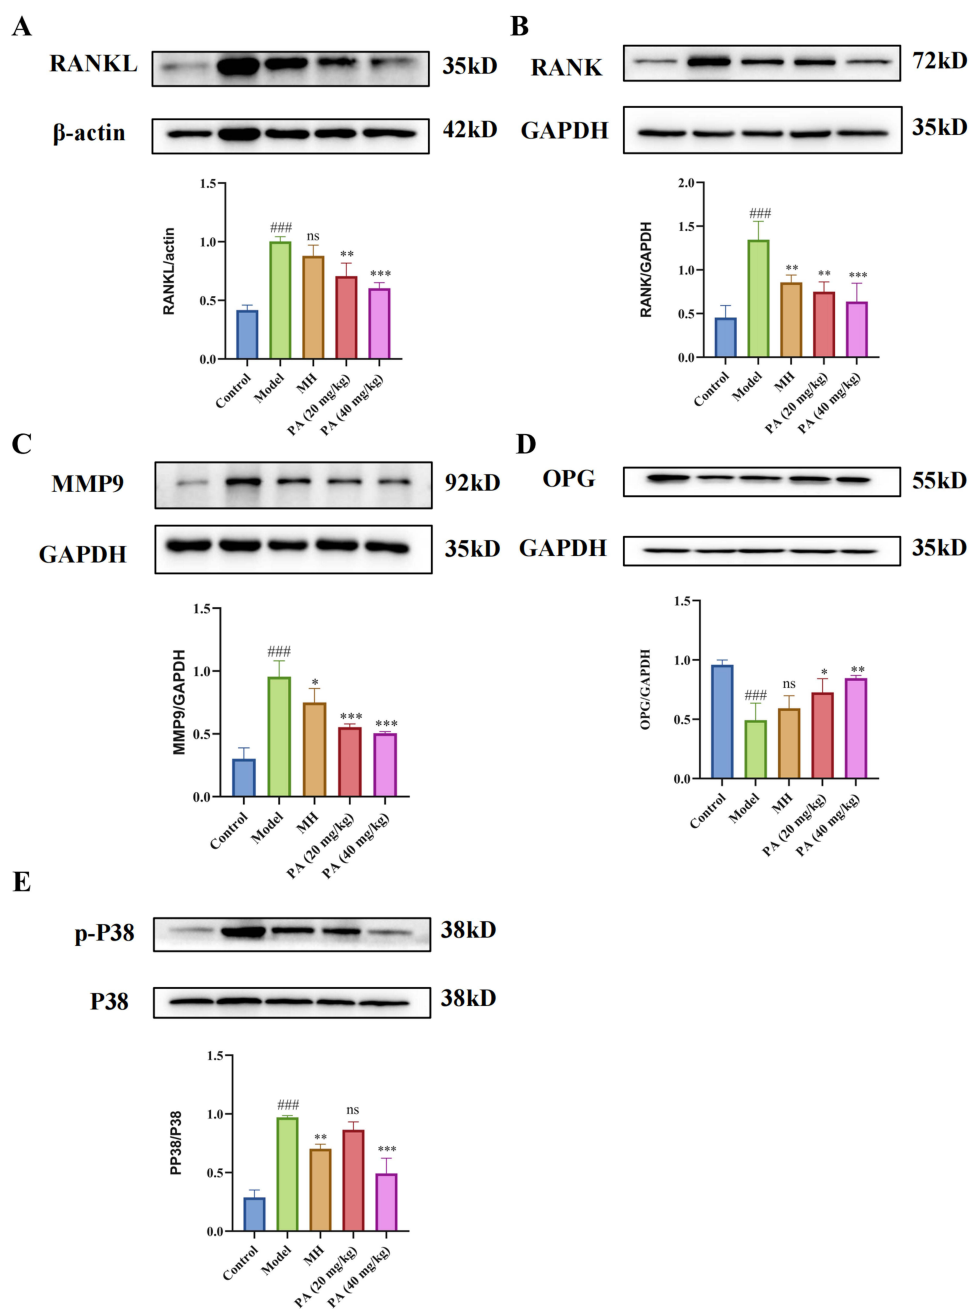 A
RANKL
35kD
β-actin
42kD
RANKL/actin
1.5
1.0
0.5
0.0
###
ns
**
***
Control
Model
MH
PA (20 mg/kg)
PA (40 mg/kg)
B
RANK
72kD
GAPDH
35kD
RANK/GAPDH
2.0
1.5
1.0
0.5
0.0
###
**
**
***
Control
Model
MH
PA (20 mg/kg)
PA (40 mg/kg)
C
MMP9
92kD
GAPDH
35kD
MMP9/GAPDH
1.5
1.0
0.5
0.0
###
*
***
***
Control
Model
MH
PA (20 mg/kg)
PA (40 mg/kg)
D
OPG
55kD
GAPDH
35kD
OPG/GAPDH
1.5
1.0
0.5
0.0
###
ns
*
**
Control
Model
MH
PA (20 mg/kg)
PA (40 mg/kg)
E
p-P38
38kD
P38
38kD
PP38/P38
1.5
1.0
0.5
0.0
###
**
ns
***
Control
Model
MH
PA (20 mg/kg)
PA (40 mg/kg)